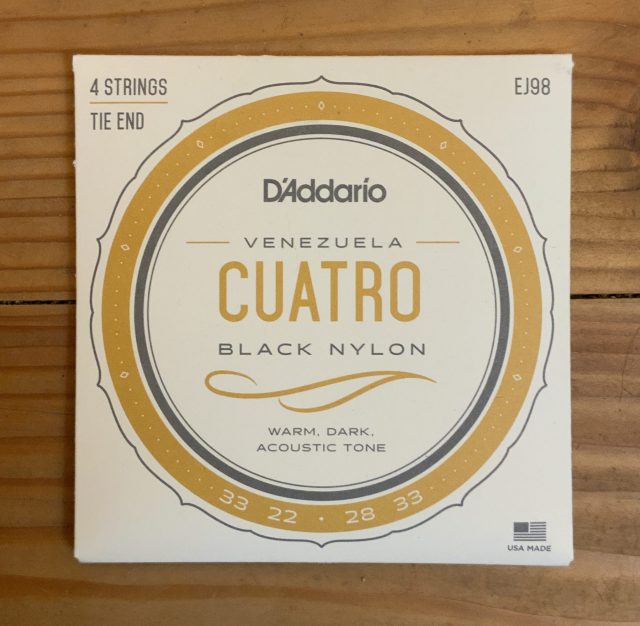 4 STRINGS
TIE END
EJ98
D'Addario
VENEZUELA
CUATRO
BLACK NYLON
WARM, DARK,
ACOUSTIC TONE
33 22 · 28 33
USA MADE